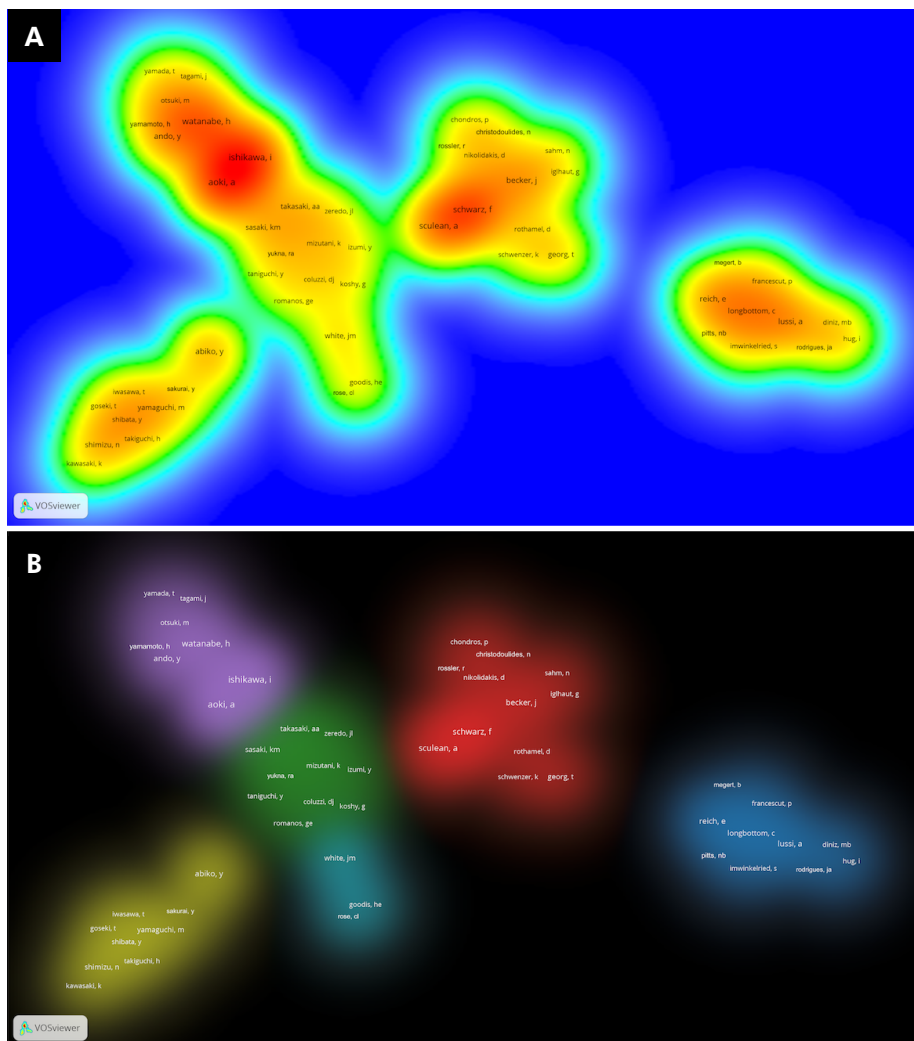 A
yamada, t
tagami, j
otsuki, m
yamamoto, h
watanabe, h
ando, y
ishikawa, i
aoki, a
takasaki, aa
zeredo, jl
sasaki, km
mizutani, k
izumi, y
yukna, ra
taniguchi, y
coluzzi, dj
koshy, g
romanos, ge
white, jm
goodis, he
rose, cl
abiko, y
iwasawa, t
sakurai, y
goseki, t
yamaguchi, m
shibata, y
takiguchi, h
shimizu, n
kawasaki, k
chondros, p
christodoulides, n
rossler, r
nikolidakis, d
sahm, n
iglhaut, g
becker, j
schwarz, f
sculean, a
rothamel, d
schwenzer, k
georg, t
megert, b
francescut, p
reich, e
longbottom, c
lussi, a
diniz, mb
pitts, nb
hug, i
imwinkelried, s
rodrigues, ja
VOSviewer
B
yamada, t
tagami, j
otsuki, m
yamamoto, h
watanabe, h
ando, y
ishikawa, i
aoki, a
takasaki, aa
zeredo, jl
sasaki, km
mizutani, k
izumi, y
yukna, ra
taniguchi, y
coluzzi, dj
koshy, g
romanos, ge
white, jm
goodis, he
rose, cl
abiko, y
iwasawa, t
sakurai, y
goseki, t
yamaguchi, m
shibata, y
takiguchi, h
shimizu, n
kawasaki, k
chondros, p
christodoulides, n
rossler, r
nikolidakis, d
sahm, n
iglhaut, g
becker, j
schwarz, f
sculean, a
rothamel, d
schwenzer, k
georg, t
megert, b
francescut, p
reich, e
longbottom, c
lussi, a
diniz, mb
pitts, nb
hug, i
imwinkelried, s
rodrigues, ja
VOSviewer